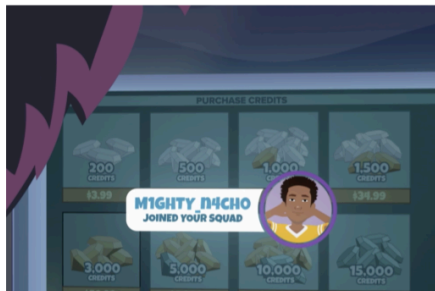 PURCHASE CREDITS
200 500 1,000 1,500
CREDITS CREDITS CREDITS CREDITS
$3.99 $34.99
M1GHTY_N4CHO
JOINED YOUR SQUAD
3,000 5,000 10,000 15,000
CREDITS CREDITS CREDITS CREDITS